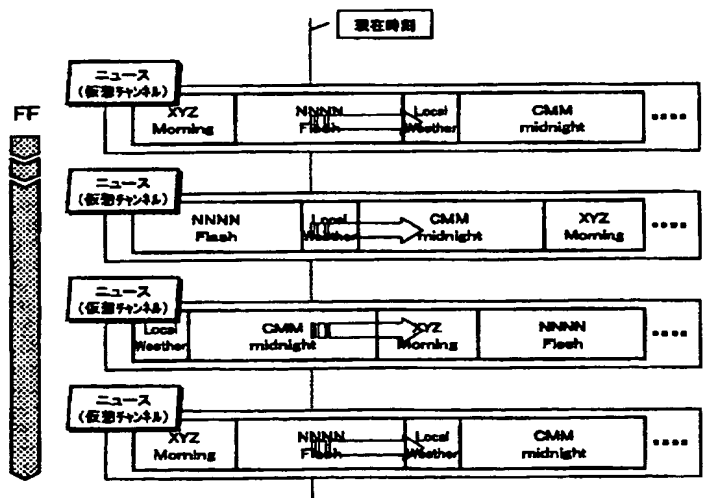 現在時刻
FF
ニュース
(仮想チャンネル)
XYZ
Morning
NNNN
Flash
Local
Weather
CMM
midnight
....
ニュース
(仮想チャンネル)
NNNN
Flash
Local
Weather
CMM
midnight
XYZ
Morning
....
ニュース
(仮想チャンネル)
Local
Weather
CMM
midnight
XYZ
Morning
NNNN
Flash
....
ニュース
(仮想チャンネル)
XYZ
Morning
NNNN
Flash
Local
Weather
CMM
midnight
....